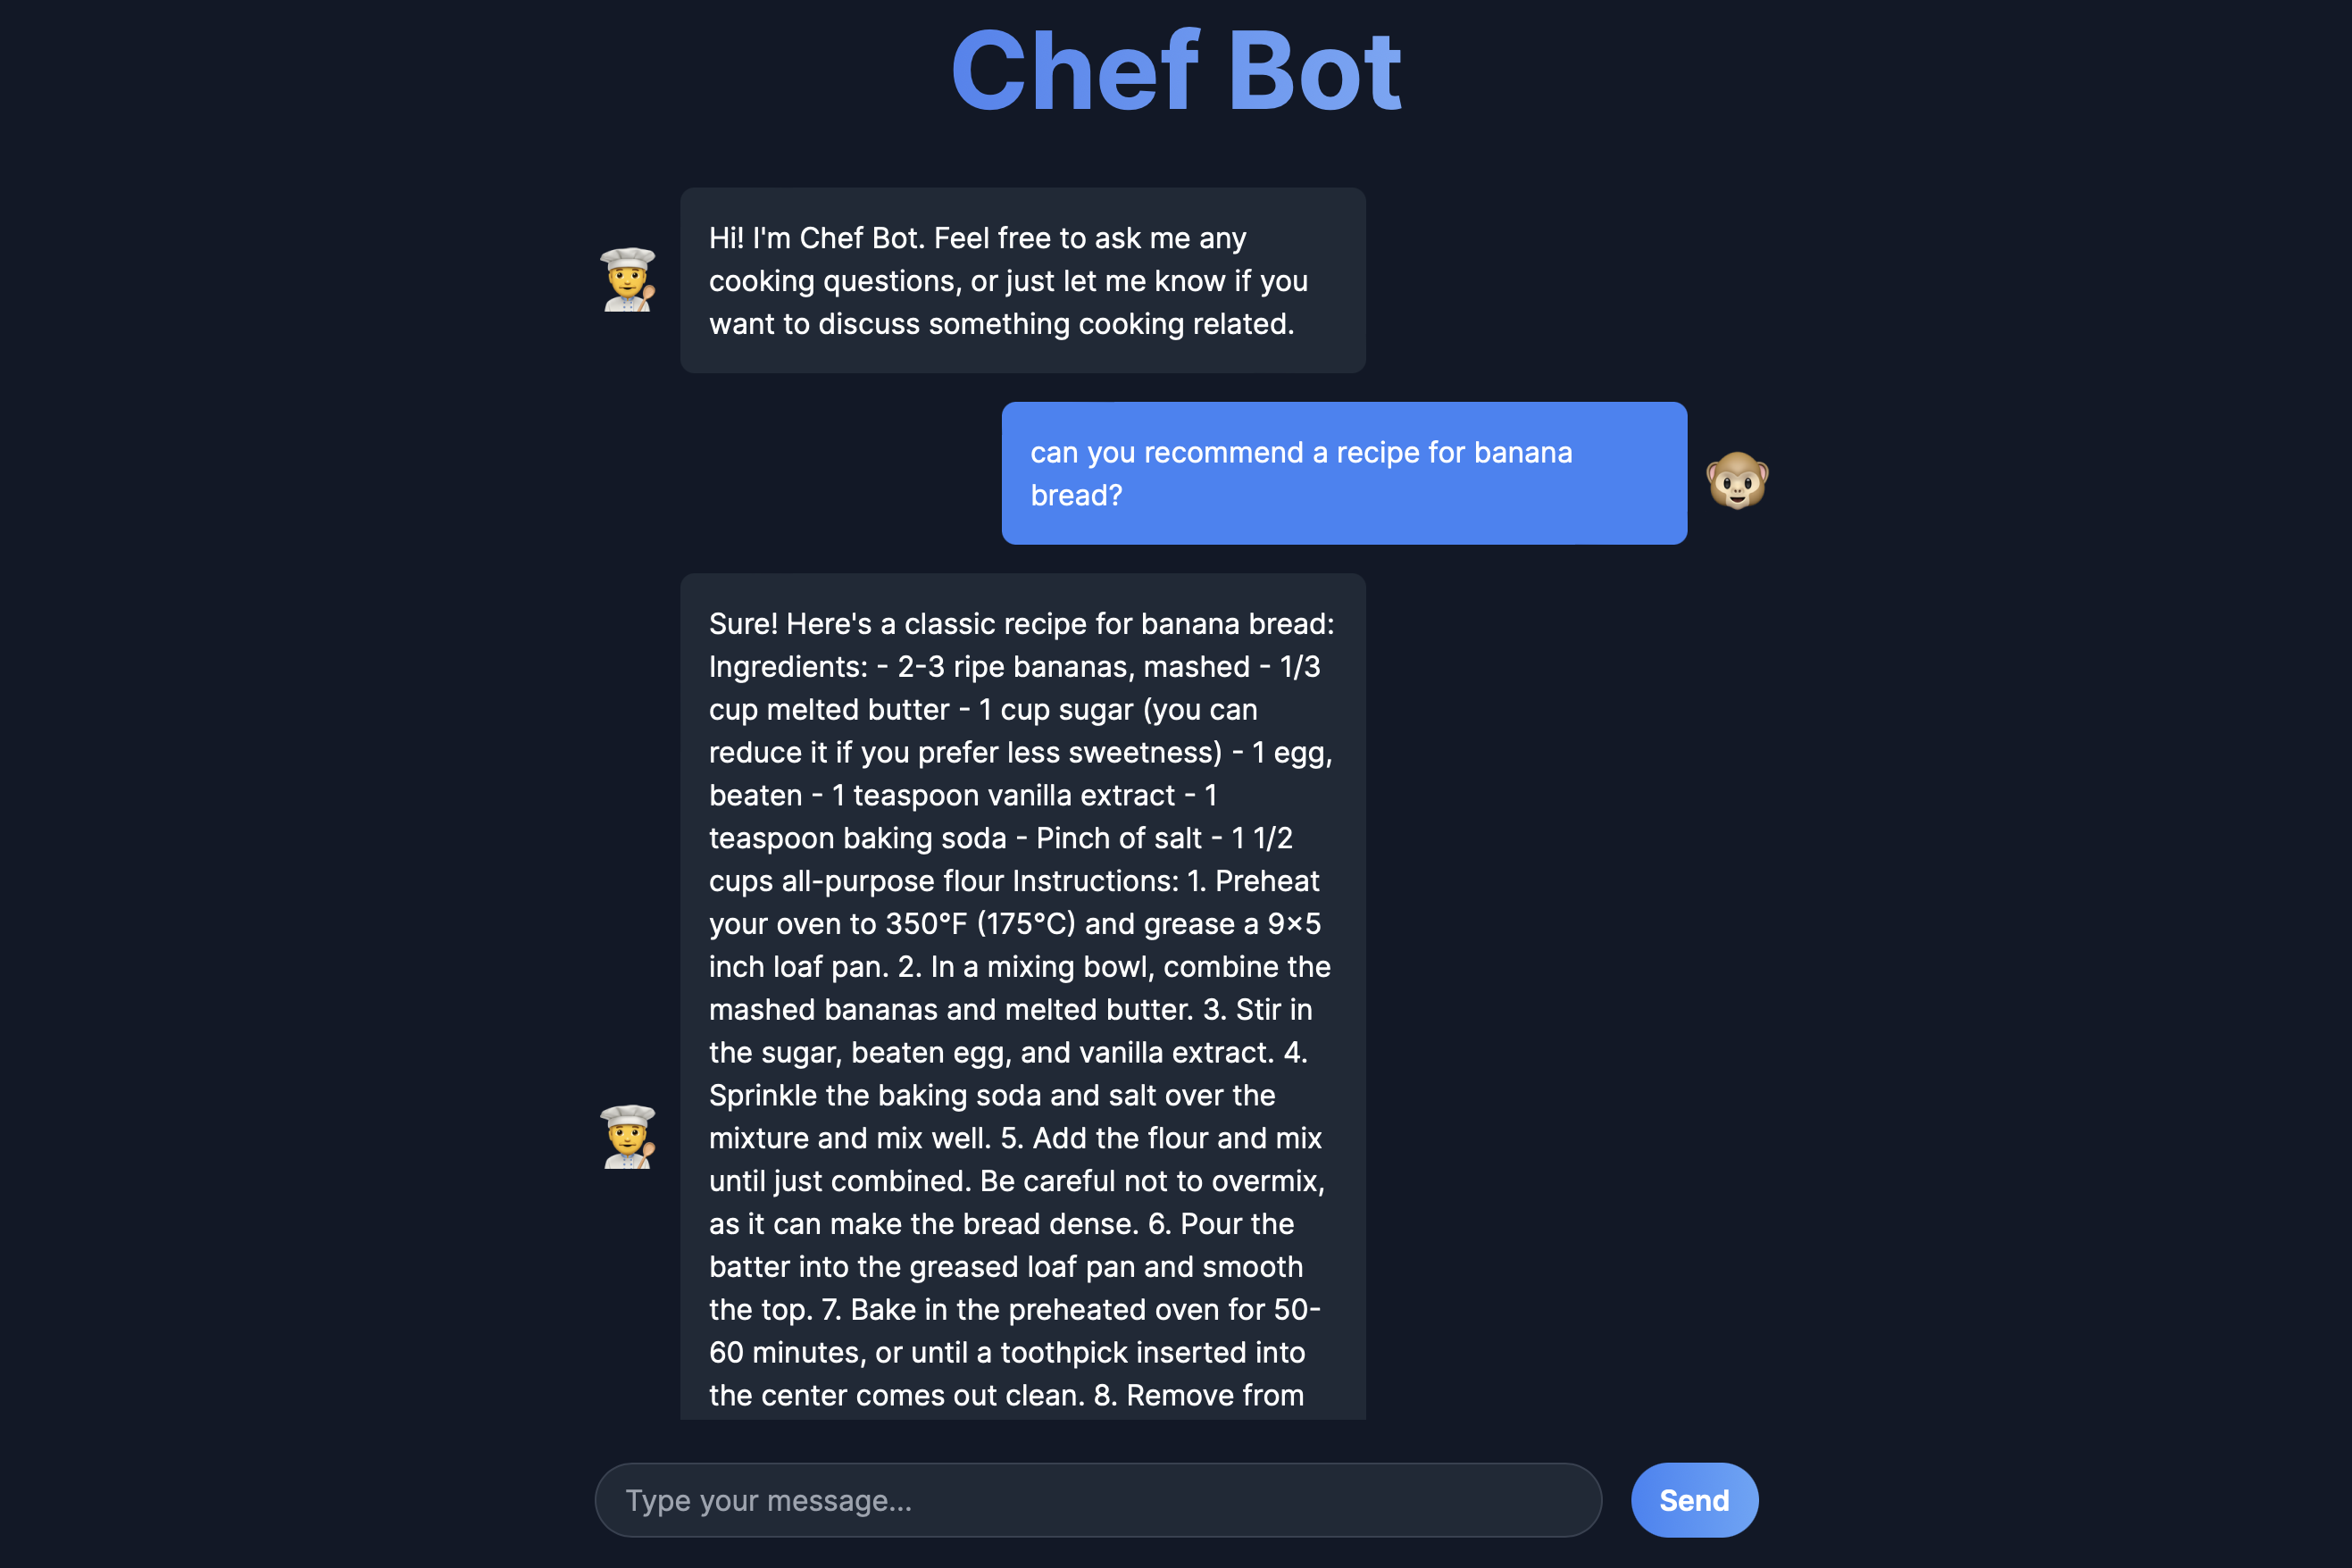 Chef Bot
Hi! I'm Chef Bot. Feel free to ask me any
cooking questions, or just let me know if you
want to discuss something cooking related.
can you recommend a recipe for banana
bread?
Sure! Here's a classic recipe for banana bread:
Ingredients: - 2-3 ripe bananas, mashed - 1/3
cup melted butter - 1 cup sugar (you can
reduce it if you prefer less sweetness) - 1 egg,
beaten - 1 teaspoon vanilla extract - 1
teaspoon baking soda - Pinch of salt - 1 1/2
cups all-purpose flour Instructions: 1. Preheat
your oven to 350°F (175°C) and grease a 9×5
inch loaf pan. 2. In a mixing bowl, combine the
mashed bananas and melted butter. 3. Stir in
the sugar, beaten egg, and vanilla extract. 4.
Sprinkle the baking soda and salt over the
mixture and mix well. 5. Add the flour and mix
until just combined. Be careful not to overmix,
as it can make the bread dense. 6. Pour the
batter into the greased loaf pan and smooth
the top. 7. Bake in the preheated oven for 50-
60 minutes, or until a toothpick inserted into
the center comes out clean. 8. Remove from
Type your message...
Send